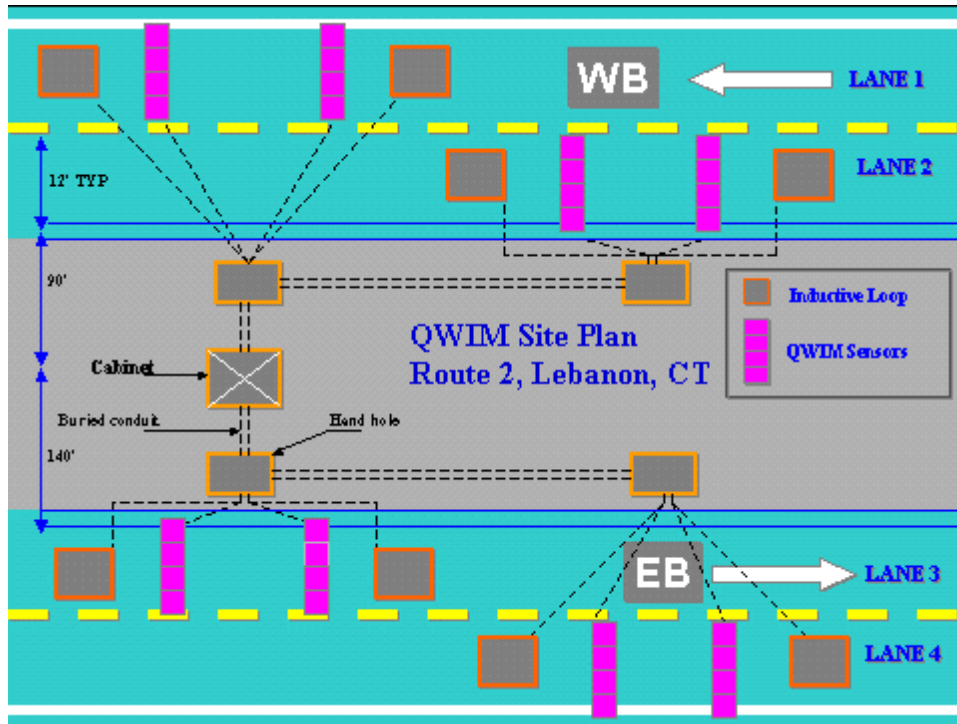 WB
LANE 1
12' TYP
LANE 2
90'
Inductive Loop
QWIM Sensors
QWIM Site Plan
Route 2, Lebanon, CT
Cabinet
Buried conduit
Hand hole
140'
EB
LANE 3
LANE 4